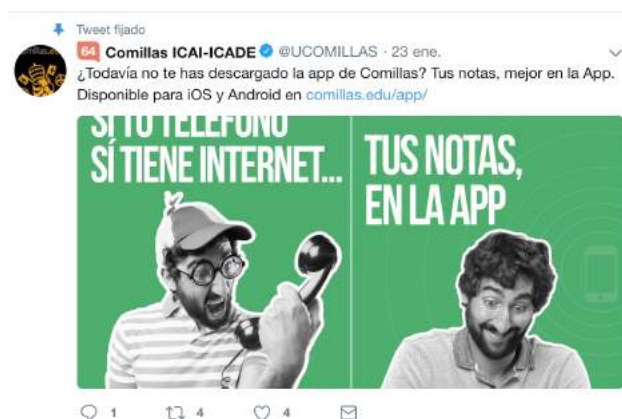 Tweet fijado
64 Comillas ICAI-ICADE @UCOMILLAS · 23 ene.
¿Todavía no te has descargado la app de Comillas? Tus notas, mejor en la App.
Disponible para iOS y Android en comillas.edu/app/
SI TU TELÉFONO
SÍ TIENE INTERNET...
TUS NOTAS,
EN LA APP
1 4 4